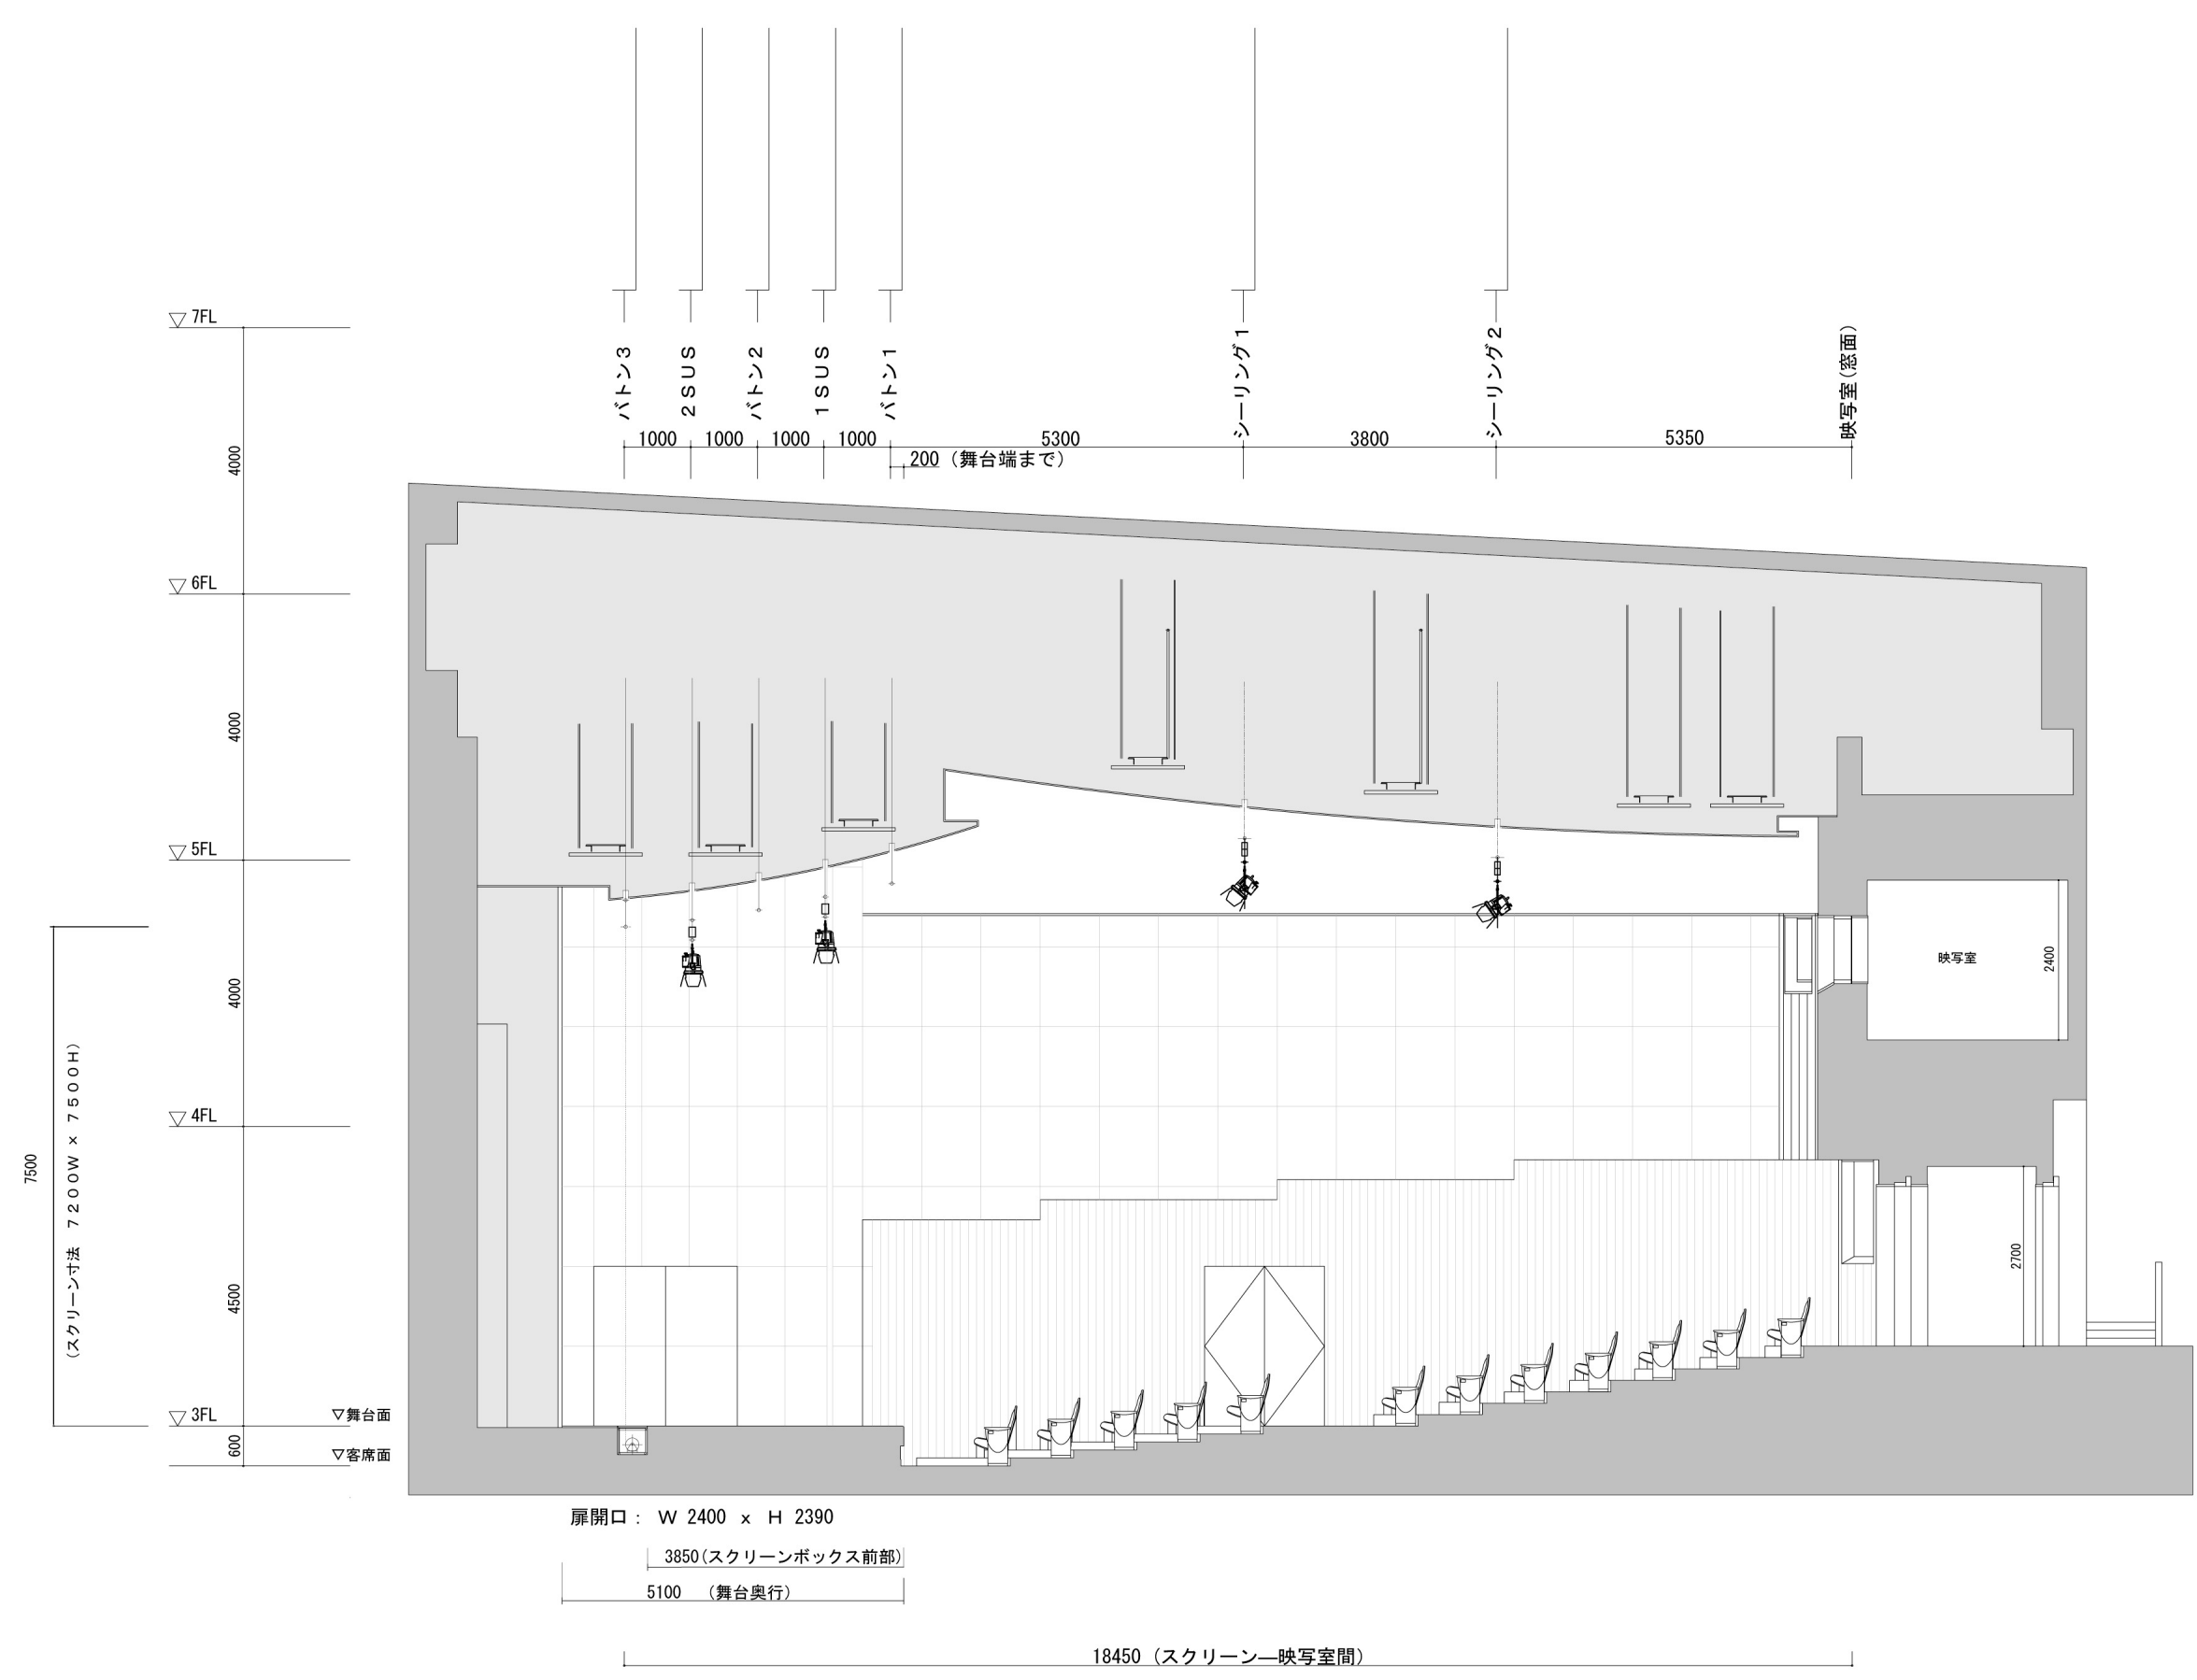 バトン３
２ＳＵＳ
バトン２
１ＳＵＳ
バトン１
シーリング１
シーリング２
映写室(窓面)
1000
1000
1000
1000
5300
3800
5350
200 (舞台端まで)
7FL
4000
6FL
4000
5FL
4000
4FL
4500
3FL
600
▽舞台面
▽客席面
7500
(スクリーン寸法 ７２００Ｗ × ７５００Ｈ)
映写室
2400
2700
扉開口： Ｗ 2400 x Ｈ 2390
3850(スクリーンボックス前部)
5100 (舞台奥行)
18450 (スクリーン―映写室間)